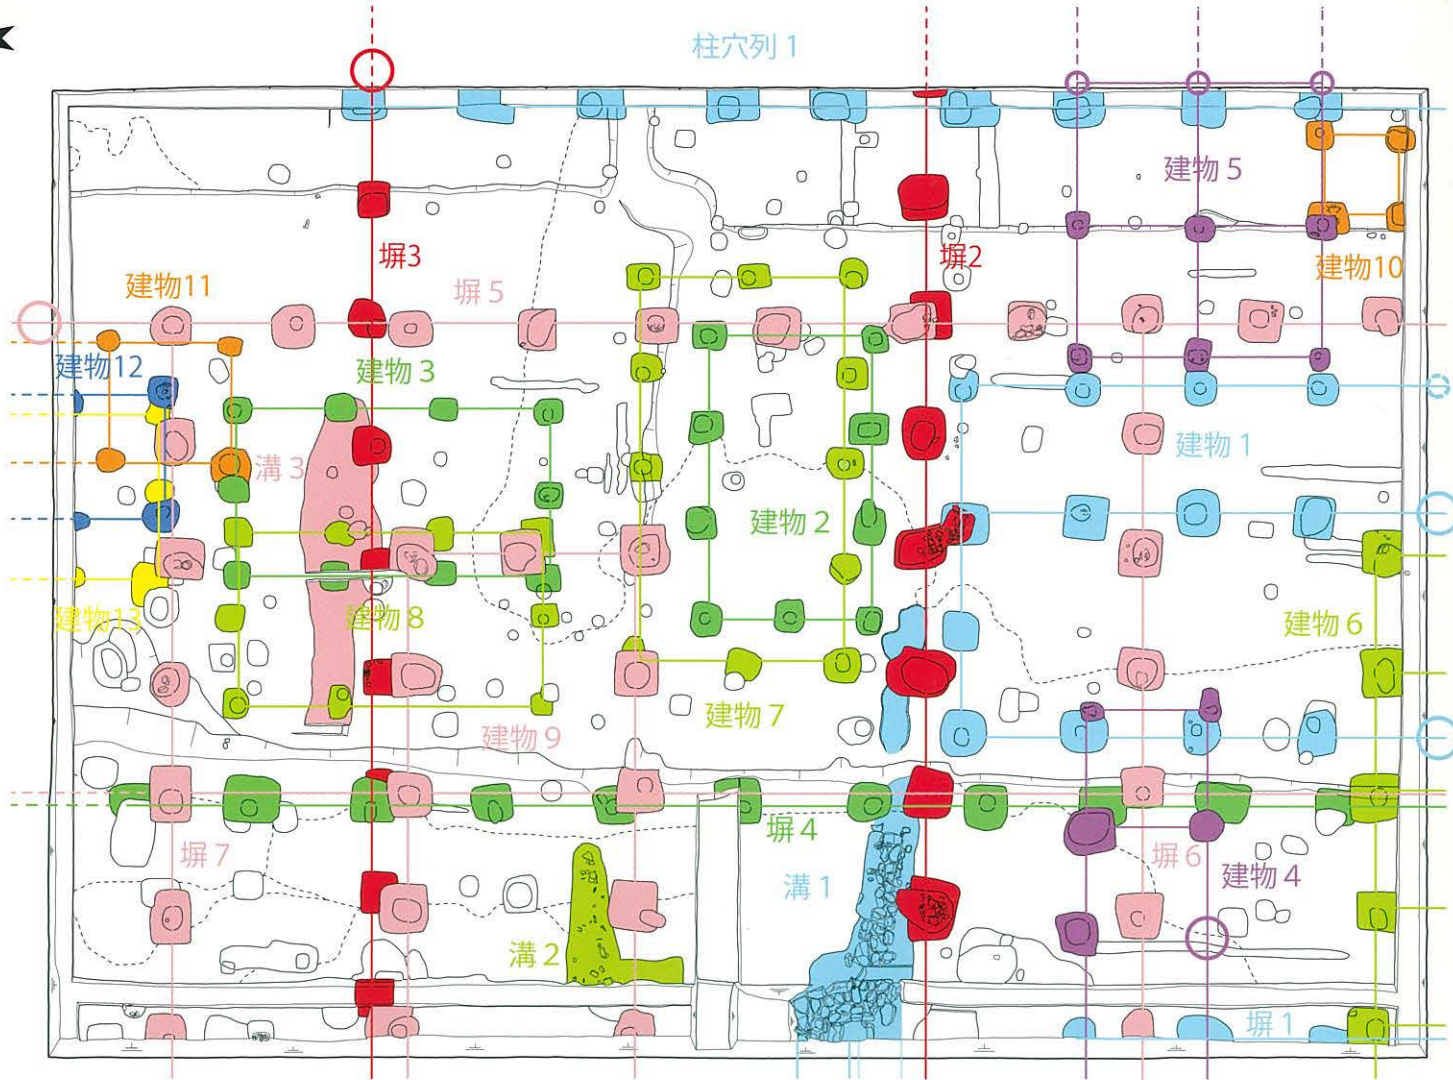 柱穴列 1
建物 5
塀3
塀2
建物11
塀 5
建物10
建物12
建物 3
建物 1
溝 3
建物 2
建物13
建物 8
建物 6
建物 7
建物 9
塀 4
塀 7
塀 6
溝 1
建物 4
溝 2
塀 1